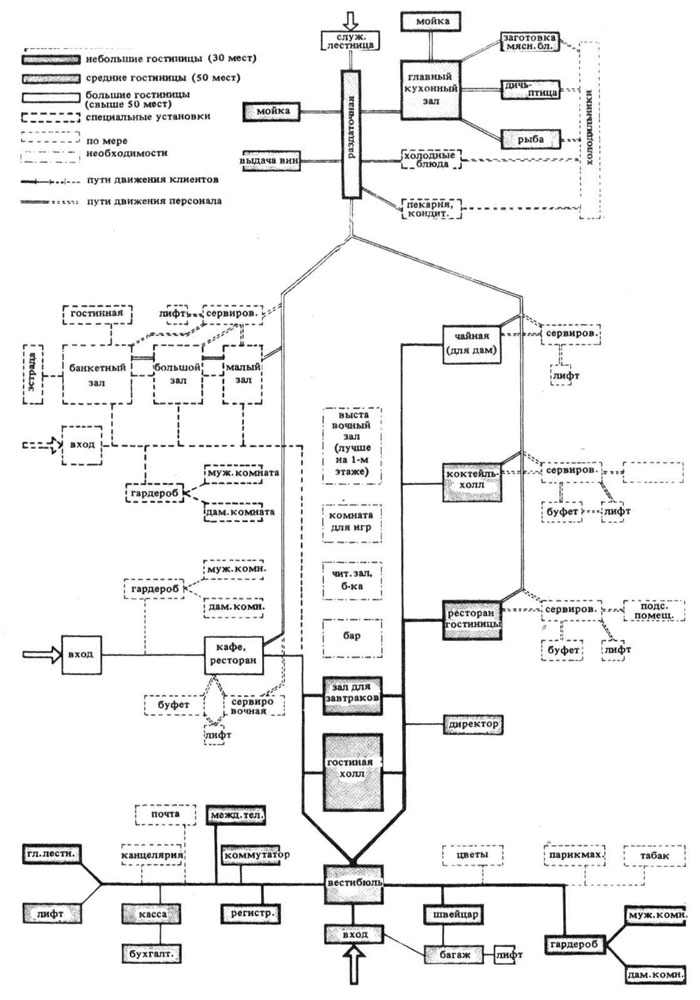 небольшие гостиницы (30 мест)
средние гостиницы (50 мест)
большие гостиницы
(свыше 50 мест)
специальные установки
по мере
необходимости
пути движения клиентов
пути движения персонала
служ.
лестница
мойка
главный
кухонный
зал
заготовка
мясн.бл.
дичь-
птица
рыба
холодильники
мойка
раздаточная
выдача вин
холодные
блюда
пекарня,
кондит.
гостинная
лифт
сервиров.
эстрада
банкетный
зал
большой
зал
малый
зал
вход
гардероб
муж.комната
дам.комната
чайная
(для дам)
сервиров.
лифт
выста
вочный
зал
(лучше
на 1-м
этаже)
коктейль-
холл
сервиров.
буфет
лифт
комната
для игр
чит.зал,
б-ка
бар
гардероб
муж.комн.
дам.комн.
ресторан
гостиницы
сервиров.
подс.
помещ.
буфет
лифт
вход
кафе,
ресторан
буфет
сервиро
вочная
лифт
зал для
завтраков
директор
гостиная
холл
почта
межд.тел.
гл.лестн.
канцелярия
коммутатор
цветы
парикмах.
табак
вестибюль
лифт
касса
регистр.
швейцар
муж.комн.
бухгалт.
вход
багаж
лифт
гардероб
дам.комн.